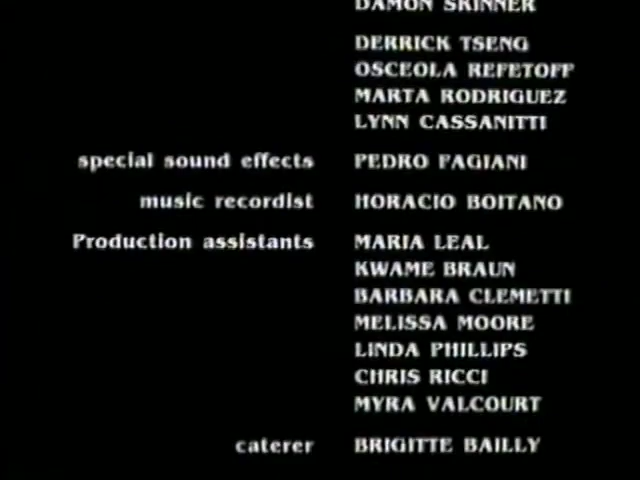 DAMON SKINNER
DERRICK TSENG
OSCEOLA REFETOFF
MARTA RODRIGUEZ
LYNN CASSANITTI
special sound effects PEDRO FAGIANI
music recordist HORACIO BOITANO
Production assistants MARIA LEAL
KWAME BRAUN
BARBARA CLEMETTI
MELISSA MOORE
LINDA PHILLIPS
CHRIS RICCI
MYRA VALCOURT
caterer BRIGITTE BAILLY